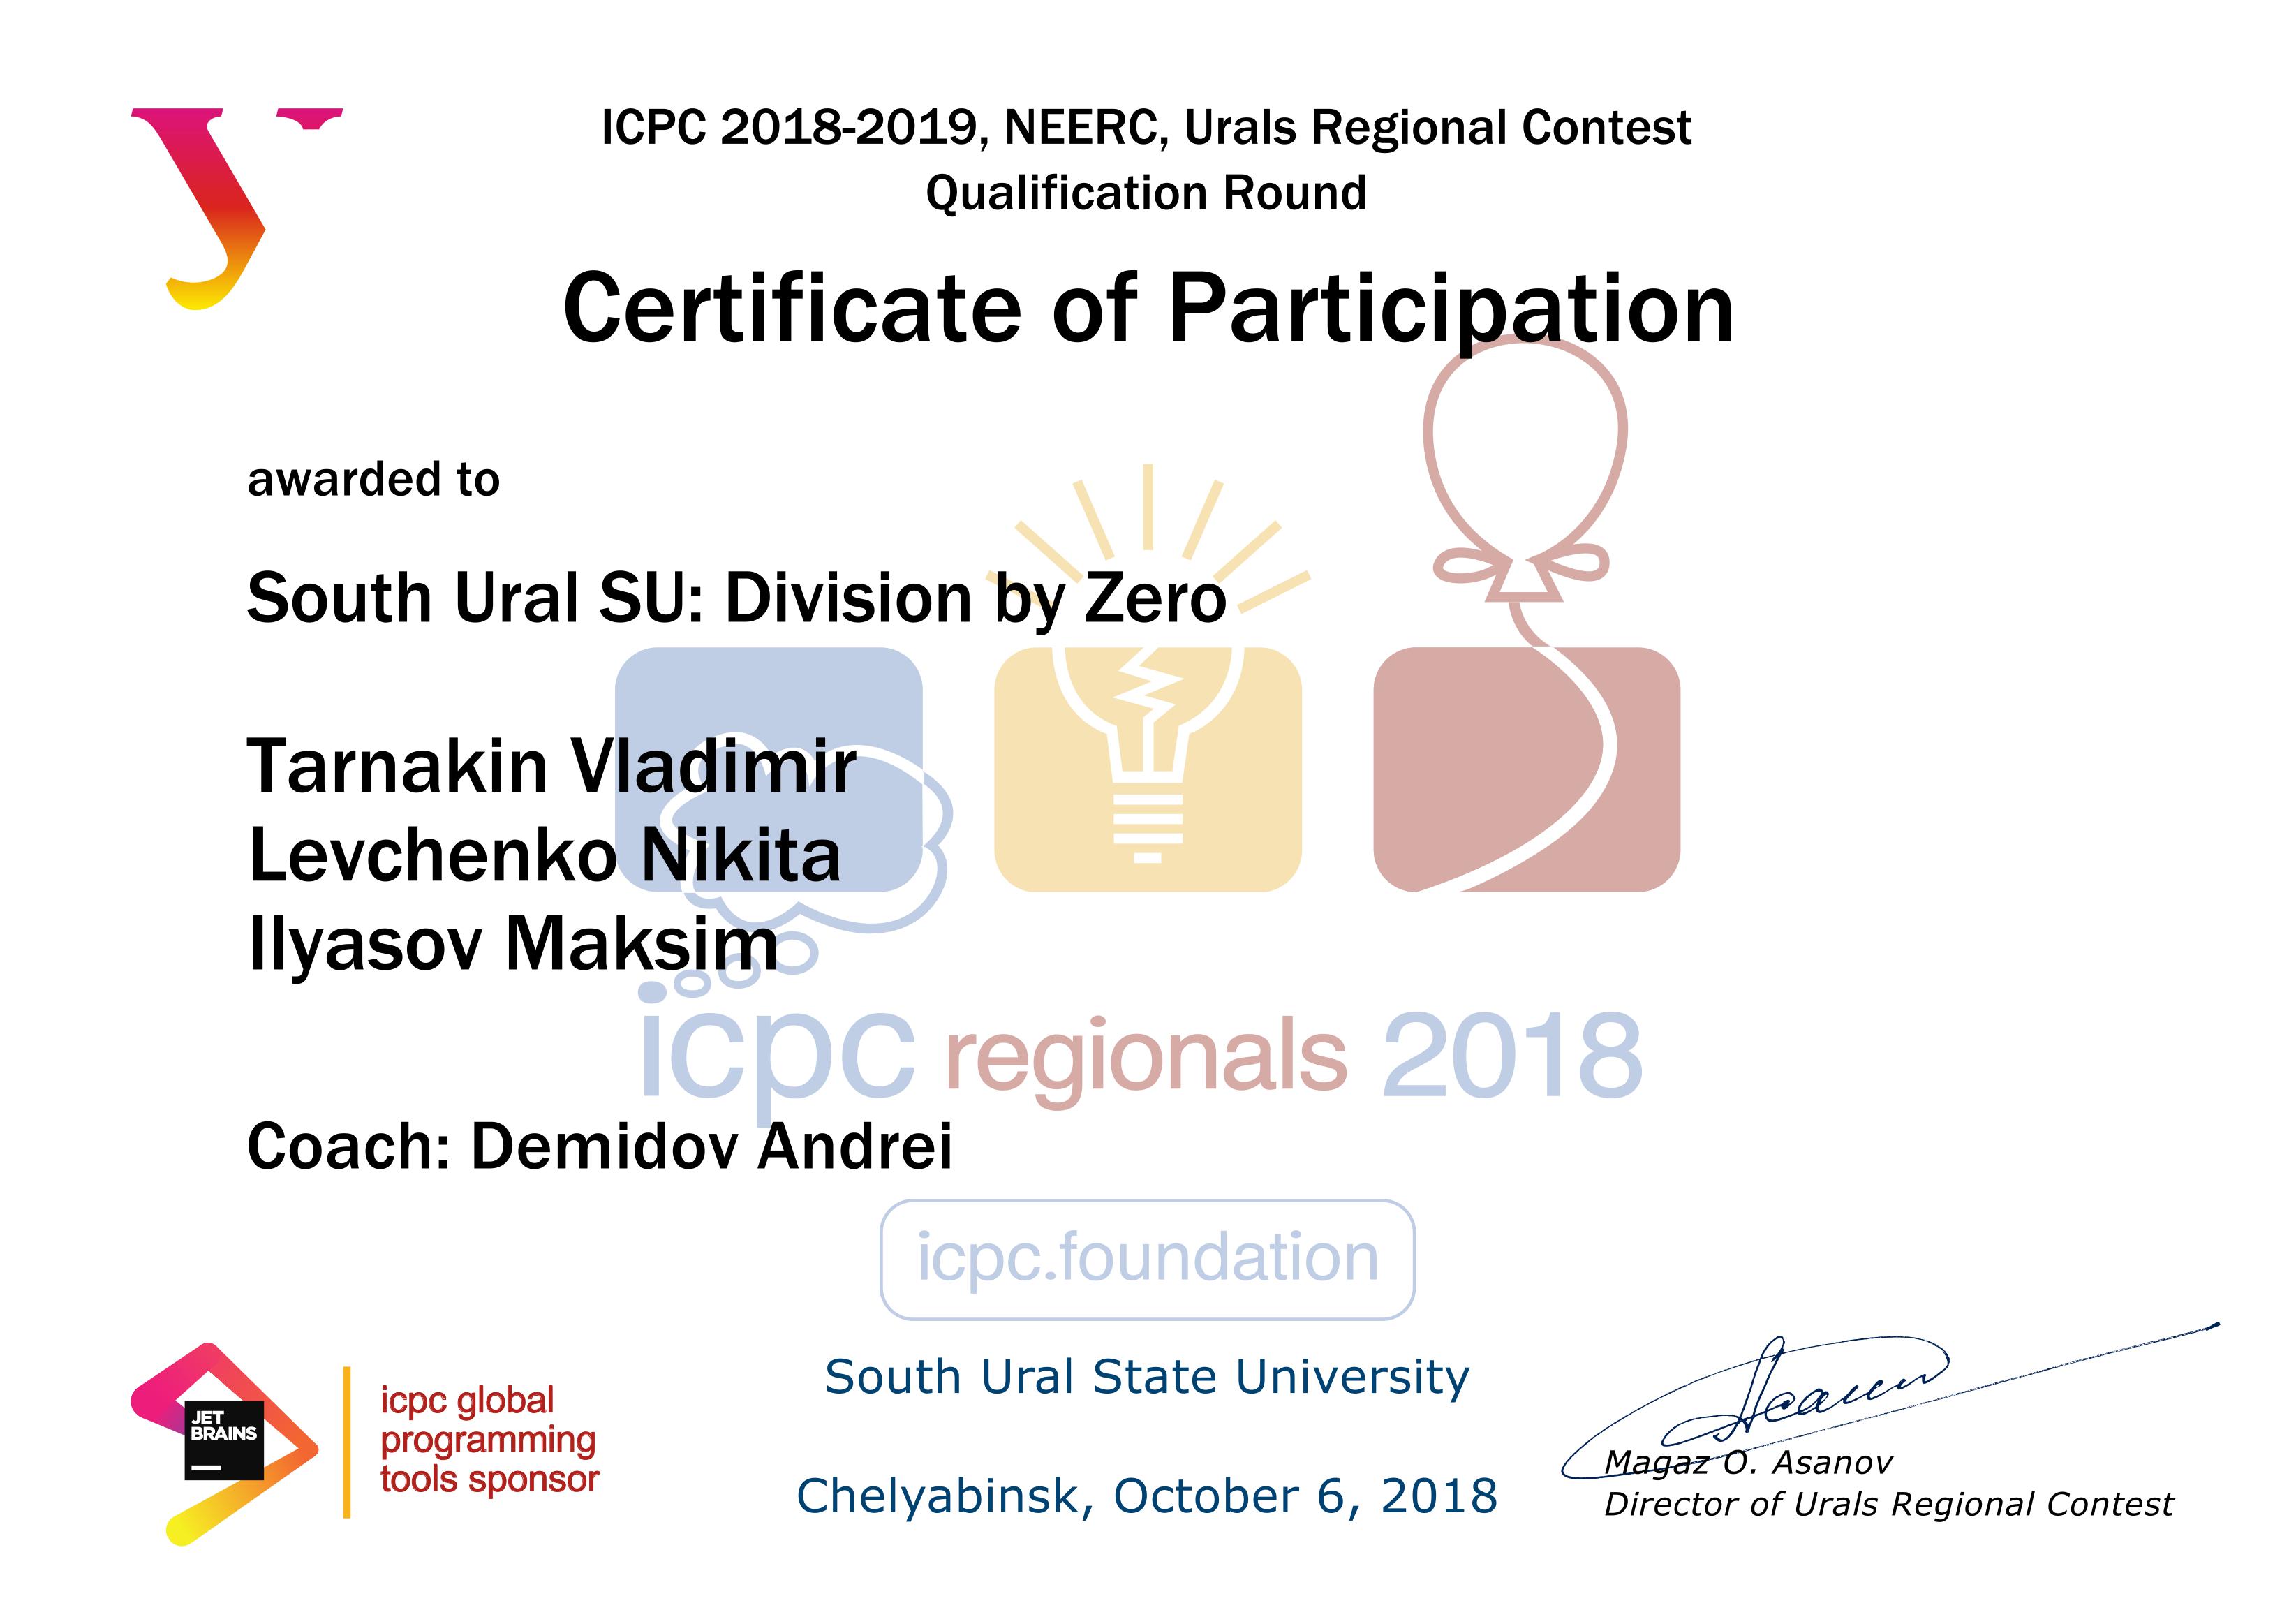 ICPC 2018-2019, NEERC, Urals Regional Contest
Qualification Round
Certificate of Participation
awarded to
South Ural SU: Division by Zero
Tarnakin Vladimir
Levchenko Nikita
Ilyasov Maksim
icpc regionals 2018
Coach: Demidov Andrei
icpc.foundation
South Ural State University
Chelyabinsk, October 6, 2018
JET
BRAINS
icpc global
programming
tools sponsor
Magaz O. Asanov
Director of Urals Regional Contest